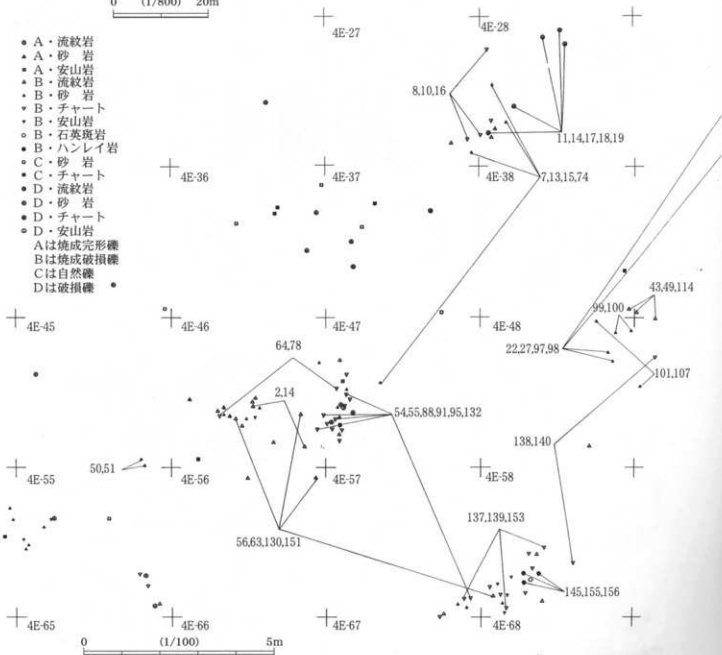 0 (1/800) 20m
A・流紋岩
A・砂 岩
A・安山岩
B・流紋岩
B・砂 岩
B・チャート
B・安山岩
B・石英斑岩
B・ハンレイ岩
C・砂 岩
C・チャート
D・流紋岩
D・砂 岩
D・チャート
D・安山岩
Aは焼成完形礫
Bは焼成破損礫
Cは自然礫
Dは破損礫
4E-27
4E-28
8,10,16
11,14,17,18,19
4E-36
4E-37
4E-38
7,13,15,74
43,49,114
99,100
4E-45
4E-46
4E-47
4E-48
64,78
22,27,97,98
101,107
2,14
54,55,88,91,95,132
138,140
50,51
4E-55
4E-56
4E-57
4E-58
137,139,153
56,63,130,151
145,155,156
4E-65
4E-66
4E-67
4E-68
0 (1/100) 5m